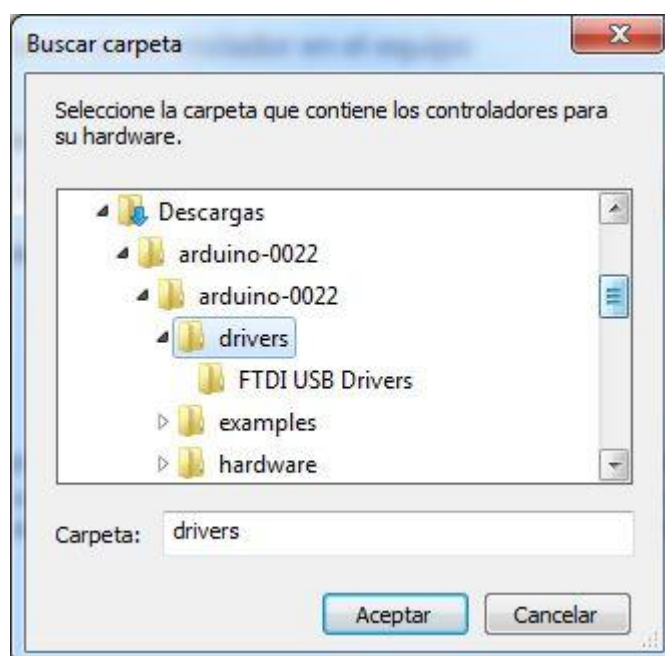 Buscar carpeta
Seleccione la carpeta que contiene los controladores para
su hardware.
Descargas
arduino-0022
arduino-0022
drivers
FTDI USB Drivers
examples
hardware
Carpeta: drivers
Aceptar Cancelar